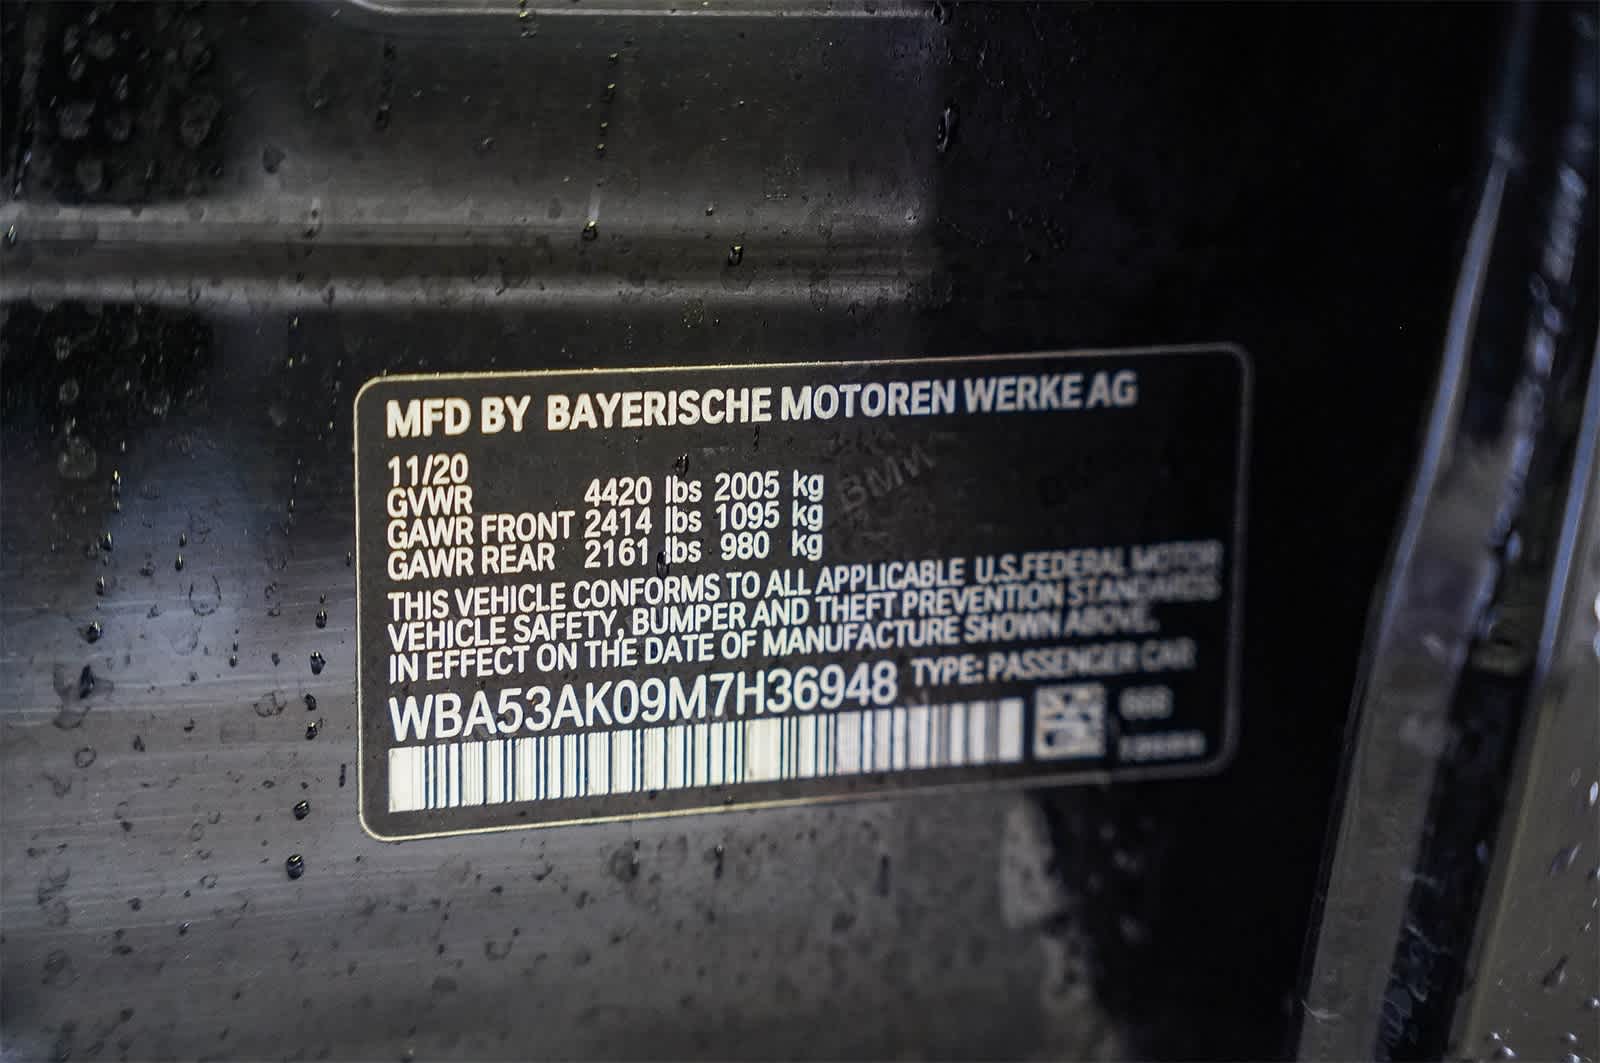 MFD BY BAYERISCHE MOTOREN WERKE AG
11/20
GVWR 4420 lbs 2005 kg
GAWR FRONT 2414 lbs 1095 kg
GAWR REAR 2161 lbs 980 kg
THIS VEHICLE CONFORMS TO ALL APPLICABLE U.S.FEDERAL MOTOR
VEHICLE SAFETY, BUMPER AND THEFT PREVENTION STANDARDS
IN EFFECT ON THE DATE OF MANUFACTURE SHOWN ABOVE.
WBA53AK09M7H36948 TYPE: PASSENGER CAR